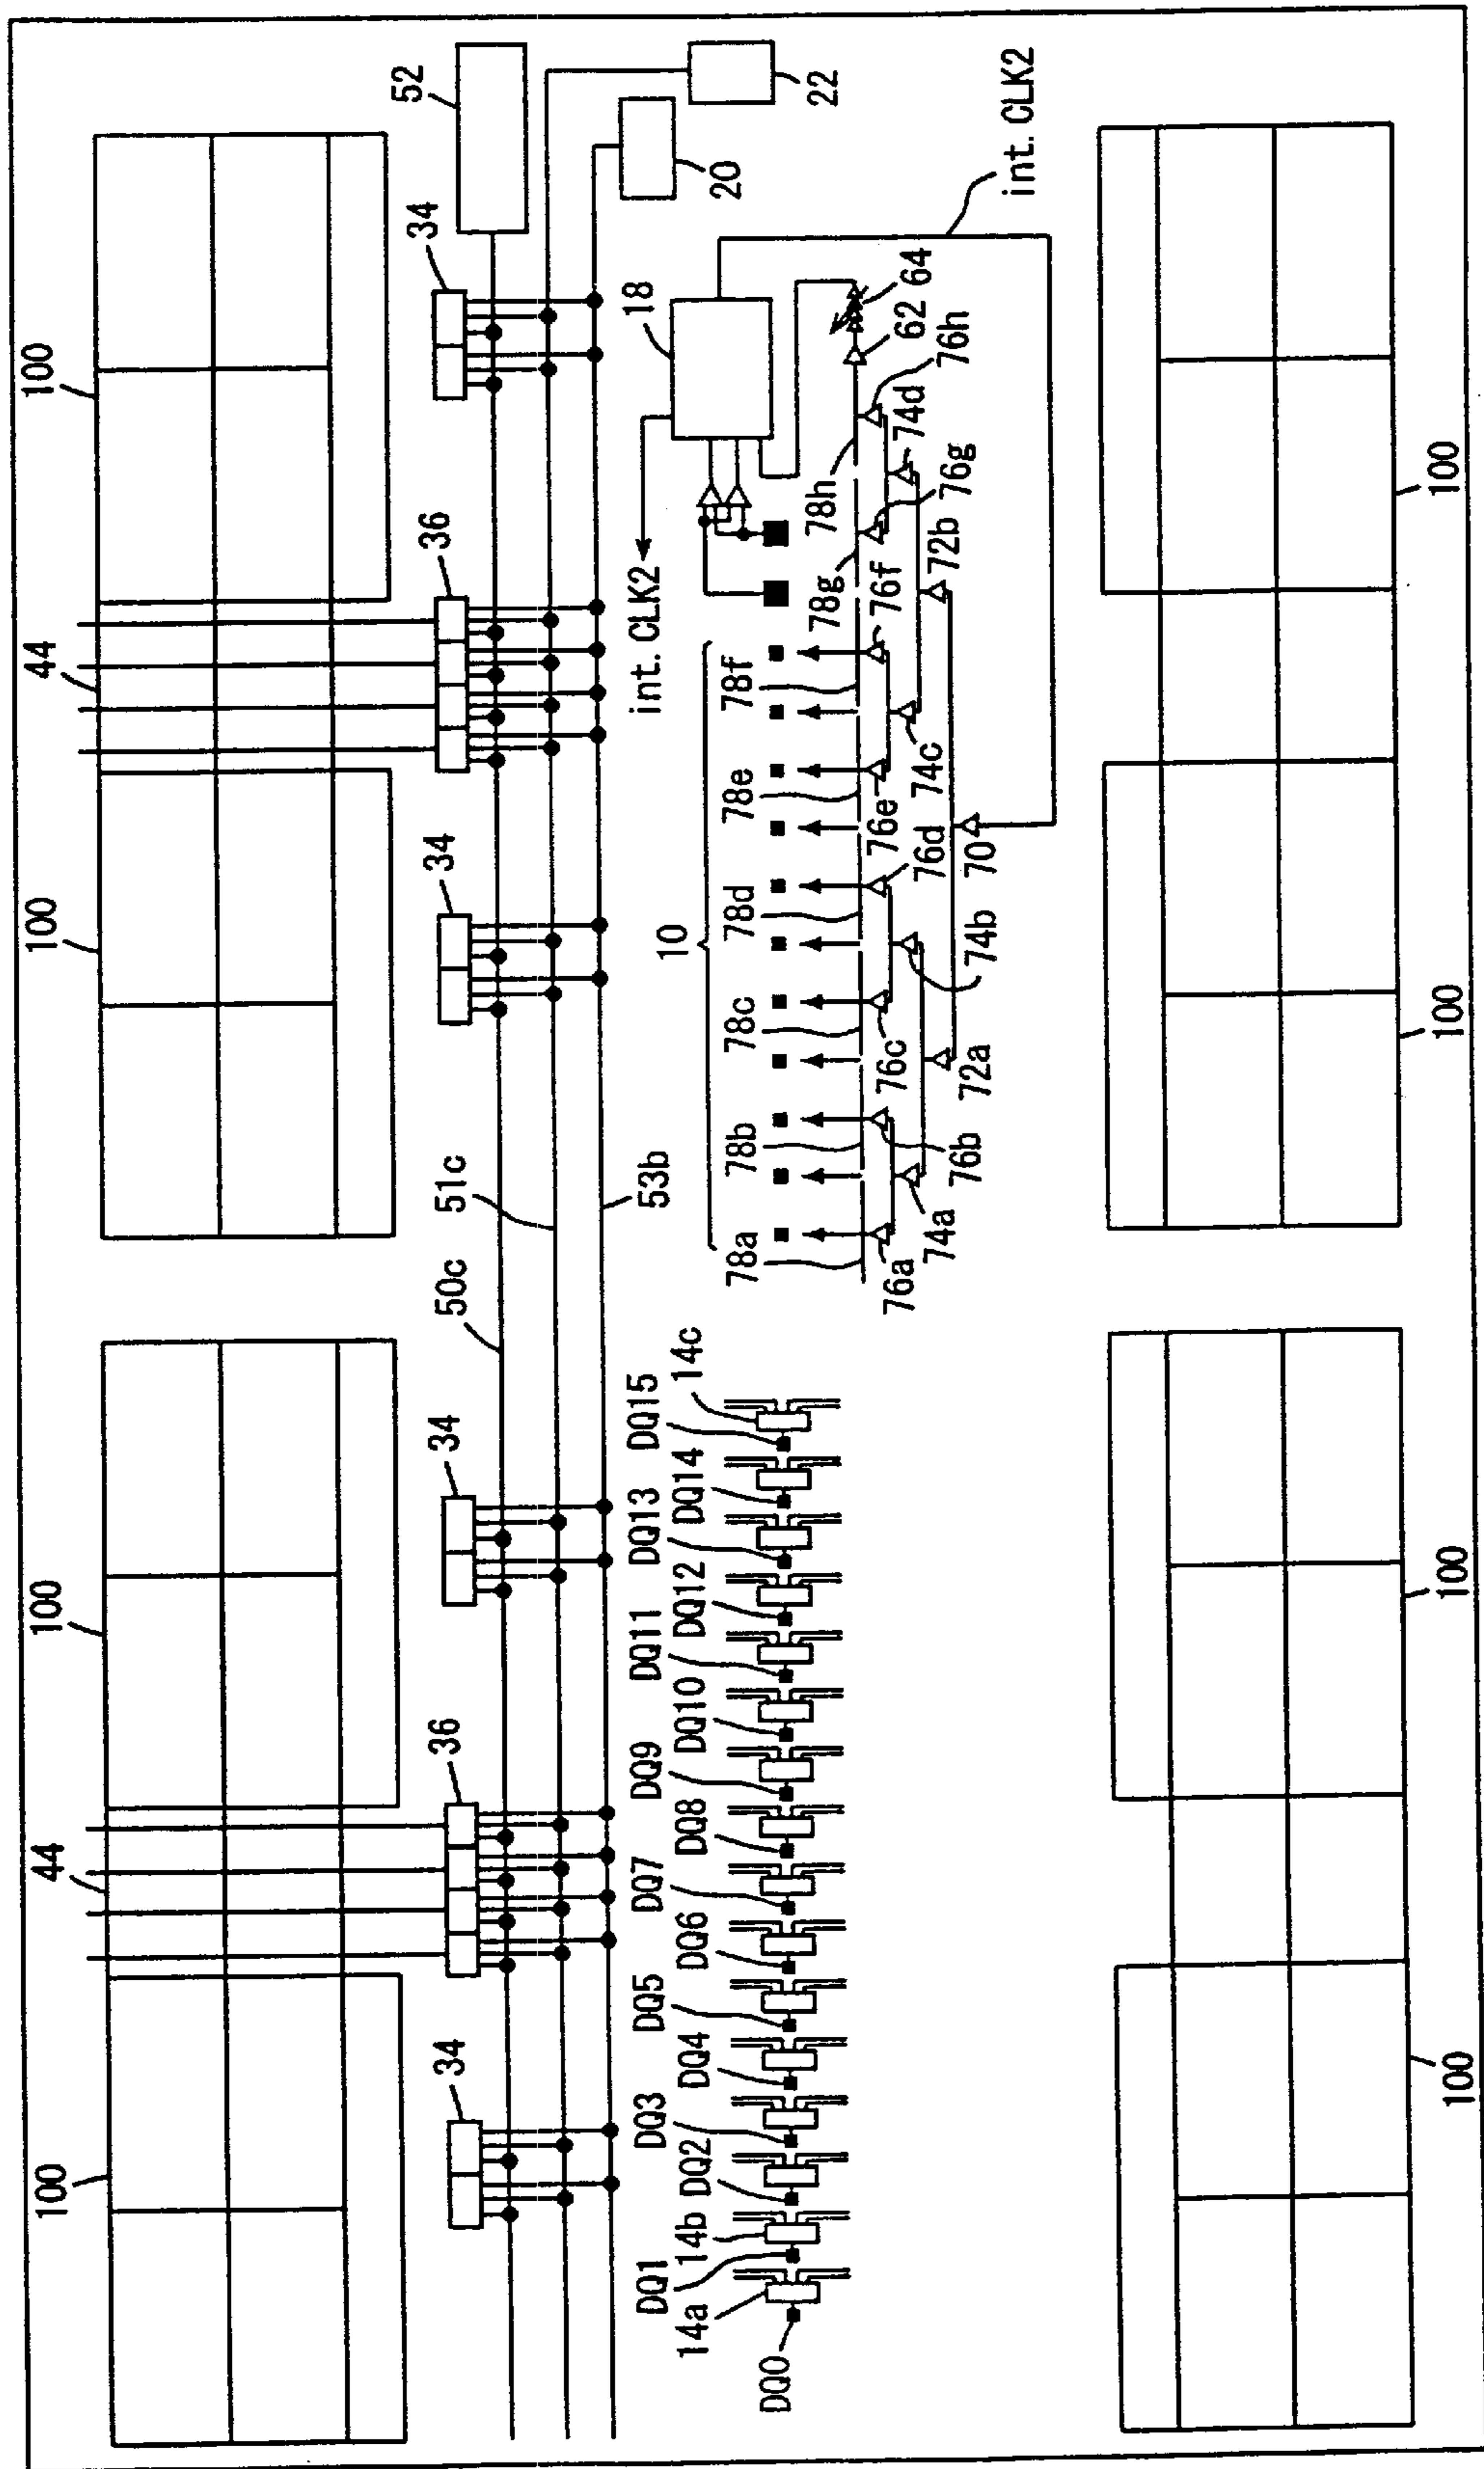 100
44
100
100
44
100
34
36
34
34
36
34
52
50c
51c
53b
22
20
18
int. CLK2
int. CLK2
64
62
10
78a
78b
78c
78d
78e
78f
78g
78h
76a
76b
76c
76d
76e
76f
76g
76h
74a
74b
74c
74d
72a
72b
70
DQ0
14a
DQ1
14b
DQ2
DQ3
DQ4
DQ5
DQ6
DQ7
DQ8
DQ9
DQ10
DQ11
DQ12
DQ13
DQ14
DQ15
14c
100
100
100
100